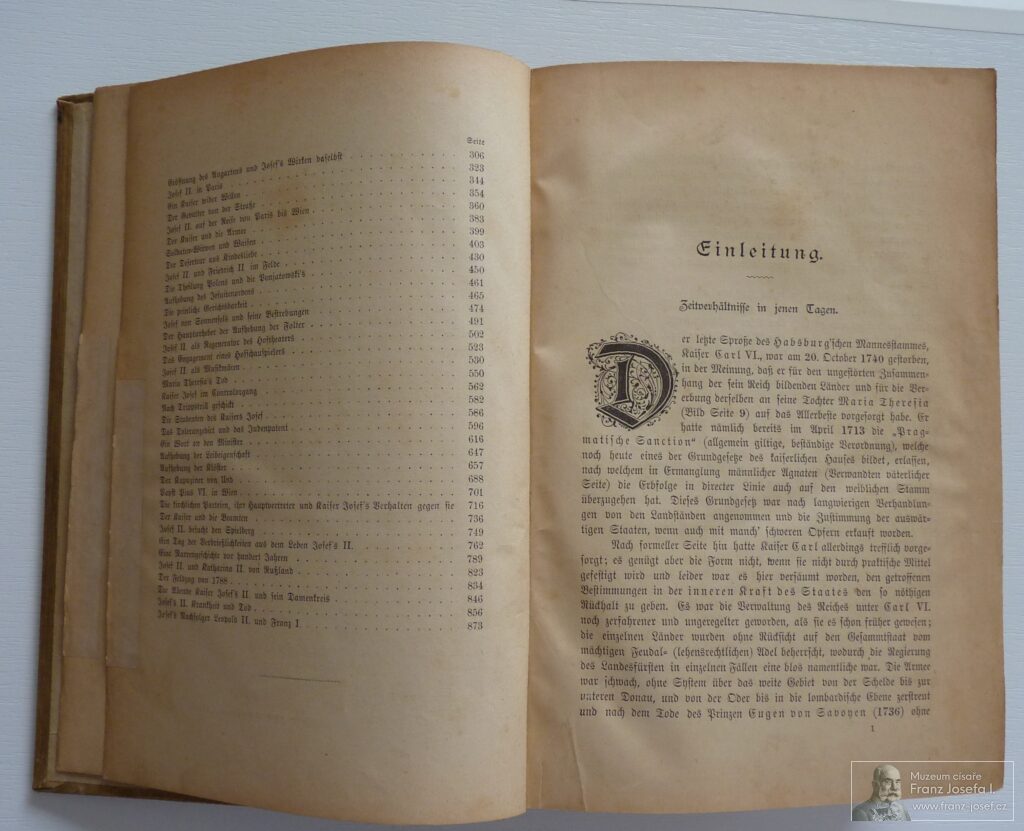 Seite
Eröffnung des Augartens und Josef's Wirken daselbst 306
Josef II. in Paris 323
Ein Kaiser wider Willen 344
Der Gevatter von der Straße 354
Josef II. auf der Reise von Paris bis Wien 360
Der Kaiser und die Armee 383
Soldaten-Witwen und Waisen 399
Die Deserteur aus Kindesliebe 403
Josef II. und Friedrich II. im Felde 430
Die Theilung Polens und die Ponjatowski's 450
Aufhebung des Jesuitenordens 461
Die peinliche Gerichtsbarkeit 465
Josef von Sonnenfels und seine Bestrebungen 474
Der Haupturheber der Aufhebung der Folter 491
Josef II. als Regenerator des Hoftheaters 502
Das Engagement eines Hofschauspielers 523
Josef II. als Musikmäcen 530
Maria Theresia's Tod 550
Kaiser Josef im Controlorgang 562
Nach Trippstrill geschickt 582
Die Studenten des Kaisers Josef 586
Das Toleranzedict und das Judenpatent 596
Ein Wort an den Minister 616
Aufhebung der Leibeigenschaft 647
Aufhebung der Klöster 657
Der Kapuziner von Und 688
Papst Pius VI. in Wien 701
Die kirchlichen Parteien, ihre Hauptvertreter und Kaiser Josef's Verhalten gegen sie 716
Der Kaiser und die Beamten 736
Josef II. besucht den Spielberg 749
Ein Tag der Verdrießlichkeiten aus dem Leben Josef's II. 762
Eine Narrengeschichte vor hundert Jahren 789
Josef II. und Katharina II. von Rußland 823
Der Feldzug von 1788 834
Die Abende Kaiser Josef's II. und sein Damenkreis 846
Josef's II. Krankheit und Tod 856
Josef's Nachfolger Leopold II. und Franz I. 873
Einleitung.
Zeitverhältnisse in jenen Tagen.
Der letzte Sproße des Habsburg'schen Mannesstammes,
Kaiser Carl VI., war am 20. October 1740 gestorben,
in der Meinung, daß er für den ungestörten Zusammen-
hang der sein Reich bildenden Länder und für die Ver-
erbung derselben an seine Tochter Maria Theresia
(Bild Seite 9) auf das Allerbeste vorgesorgt habe. Er
hatte nämlich bereits im April 1713 die „Prag-
matische Sanction“ (allgemein giltige, beständige Verordnung), welche
noch heute eines der Grundgesetze des kaiserlichen Hauses bildet, erlassen,
nach welchem in Ermanglung männlicher Agnaten (Verwandten väterlicher
Seite) die Erbfolge in directer Linie auch auf den weiblichen Stamm
überzugehen hat. Dieses Grundgesetz war nach langwierigen Verhandlun-
gen von den Landständen angenommen und die Zustimmung der auswär-
tigen Staaten, wenn auch mit manch' schweren Opfern erkauft worden.
Nach formeller Seite hin hatte Kaiser Carl allerdings trefflich vorge-
sorgt; es genügt aber die Form nicht, wenn sie nicht durch praktische Mittel
gefestigt wird und leider war es hier versäumt worden, den getroffenen
Bestimmungen in der inneren Kraft des Staates den so nöthigen
Rückhalt zu geben. Es war die Verwaltung des Reiches unter Carl VI.
noch zerfahrener und ungeregelter geworden, als sie es schon früher gewesen;
die einzelnen Länder wurden ohne Rücksicht auf den Gesammtstaat vom
mächtigen Feudal- (lehensrechtlichen) Adel beherrscht, wodurch die Regierung
des Landesfürsten in einzelnen Fällen eine blos namentliche war. Die Armee
war schwach, ohne System über das weite Gebiet von der Schelde bis zur
unteren Donau, und von der Oder bis in die lombardische Ebene zerstreut
und nach dem Tode des Prinzen Eugen von Savoyen (1736) ohne
1
Muzeum císaře
Franz Josefa I.
www.franz-josef.cz